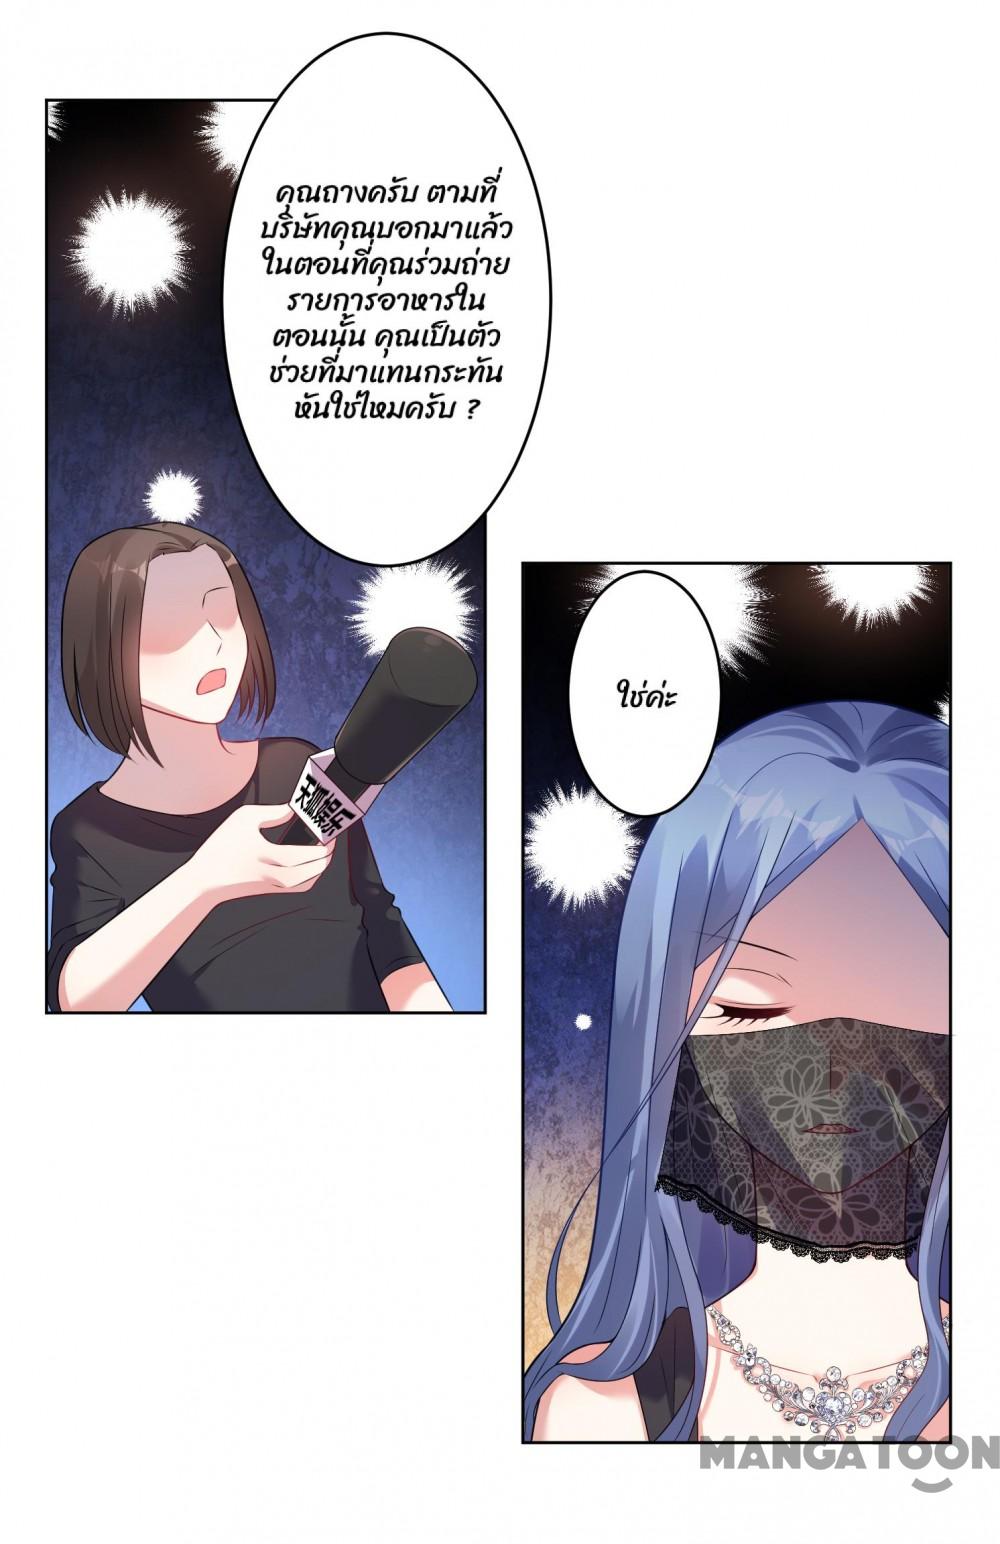 คุณถางครับ ตามที่
บริษัทคุณบอกมาแล้ว
ในตอนที่คุณร่วมถ่าย
รายการอาหารใน
ตอนนั้น คุณเป็นตัว
ช่วยที่มาแทนกระทัน
หันใช่ไหมครับ ?
天狐娱乐
ใช่ค่ะ
MANGATOON